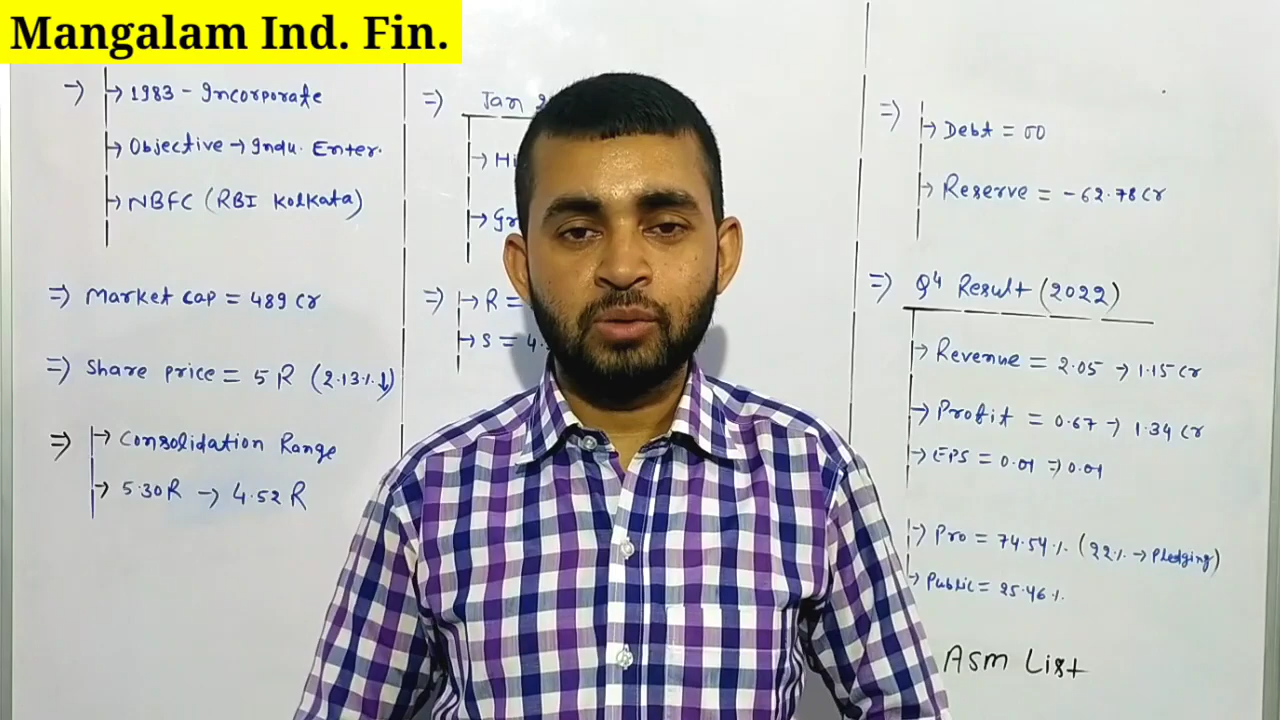 Mangalam Ind. Fin.
=> → 1983 - Incorporate
→ Objective → Indu. Enter.
→ NBFC (RBI Kolkata)
=> Market cap = 489 cr
=> Share price = 5 R (2.13%↓)
=> → Consolidation Range
→ 5.30R → 4.52 R
=> Jan
→
→
=> → R =
→ S = 4.
=> → Debt = 00
→ Reserve = -62.78 cr
=> Q4 Result (2022)
→ Revenue = 2.05 → 1.15 cr
→ Profit = 0.67 → 1.34 cr
→ EPS = 0.01 => 0.01
→ Pro = 74.54% (22% → Pledging)
→ Public = 25.46%
ASM List